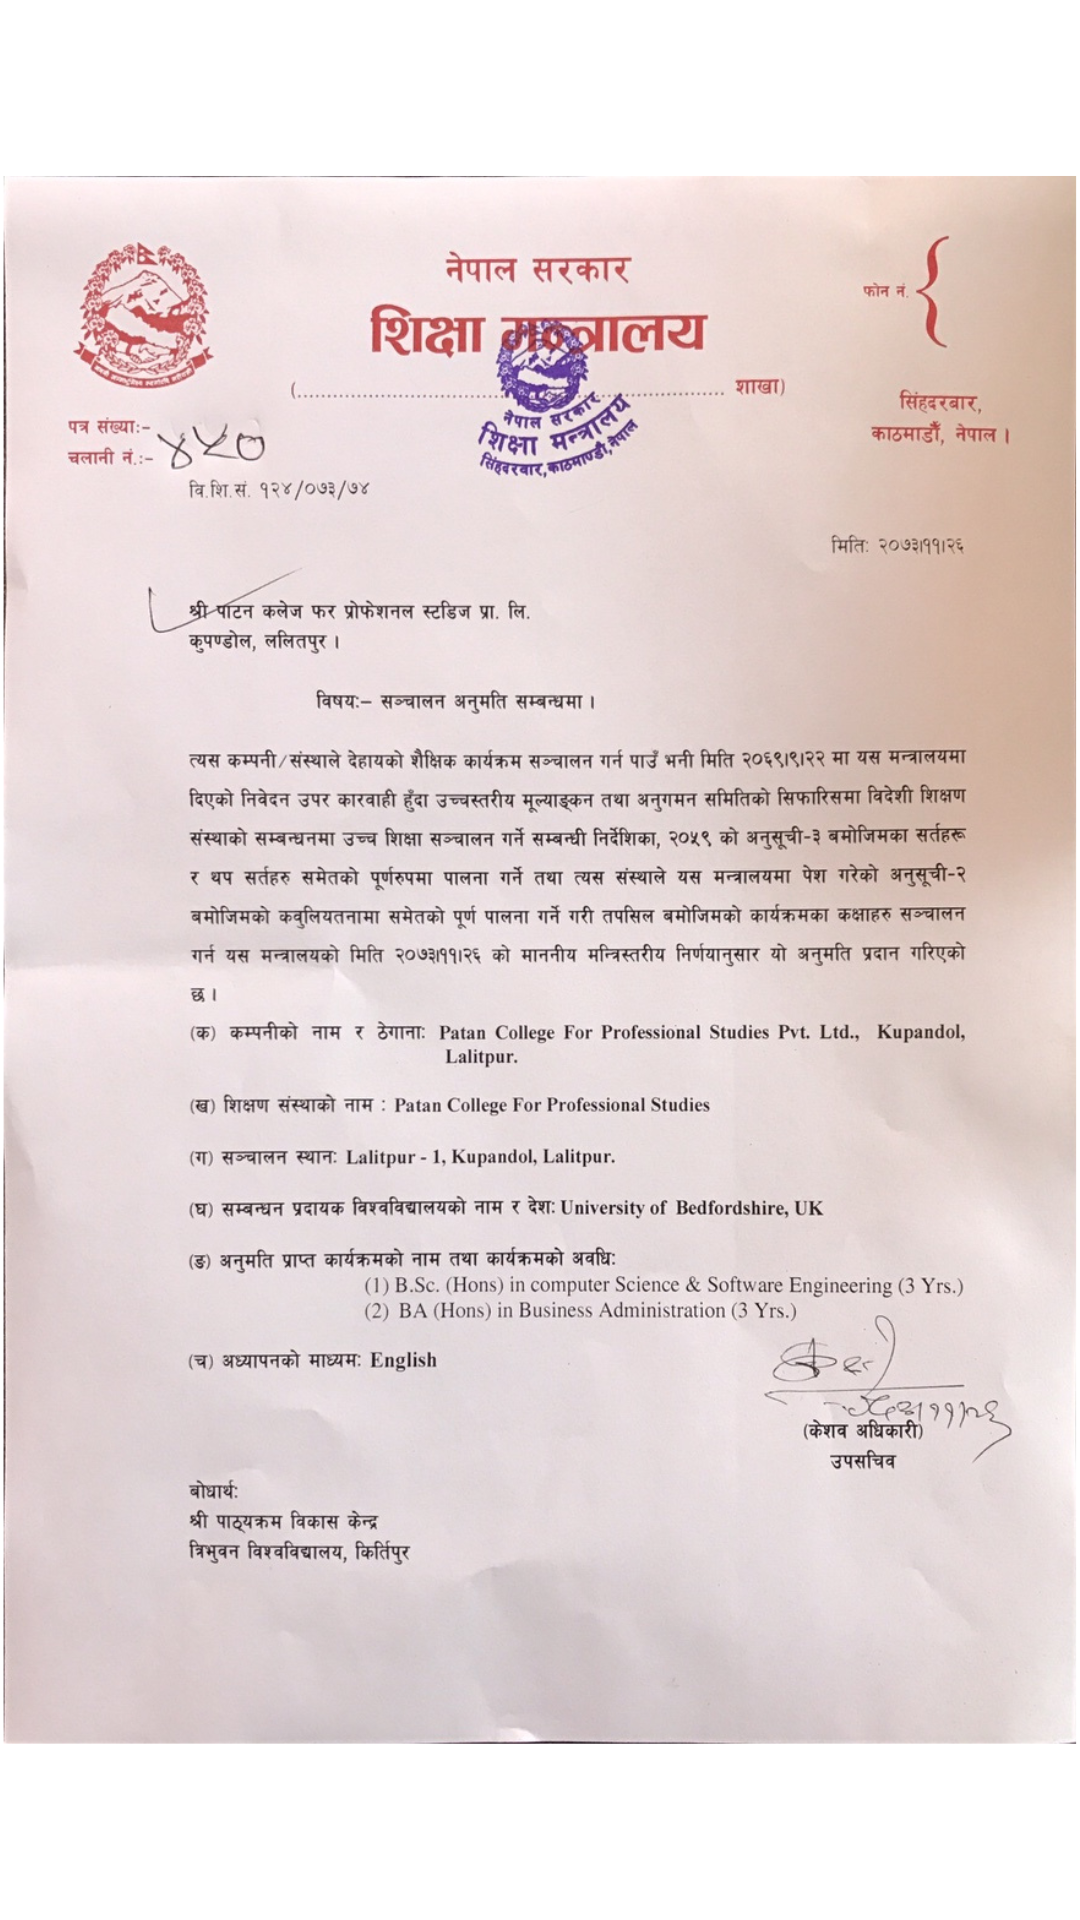 नेपाल सरकार
शिक्षा मन्त्रालय
(.................................................................... शाखा)
फोन नं.
सिंहदरबार,
काठमाडौँ, नेपाल ।
नेपाल सरकार
शिक्षा मन्त्रालय
सिंहदरवार, काठमाण्डौ, नेपाल
पत्र संख्याः-
चलानी नं.:- ४५०
वि.शि.सं. १२४/०७३/७४
मितिः २०७३।११।२६
श्री पाटन कलेज फर प्रोफेशनल स्टडिज प्रा. लि.
कुपण्डोल, ललितपुर ।
विषयः– सञ्चालन अनुमति सम्बन्धमा ।
त्यस कम्पनी/संस्थाले देहायको शैक्षिक कार्यक्रम सञ्चालन गर्न पाउँ भनी मिति २०६९।९।२२ मा यस मन्त्रालयमा
दिएको निवेदन उपर कारवाही हुँदा उच्चस्तरीय मूल्याङ्कन तथा अनुगमन समितिको सिफारिसमा विदेशी शिक्षण
संस्थाको सम्बन्धनमा उच्च शिक्षा सञ्चालन गर्ने सम्बन्धी निर्देशिका, २०५९ को अनुसूची-३ बमोजिमका सर्तहरू
र थप सर्तहरु समेतको पूर्णरुपमा पालना गर्ने तथा त्यस संस्थाले यस मन्त्रालयमा पेश गरेको अनुसूची-२
बमोजिमको कवुलियतनामा समेतको पूर्ण पालना गर्ने गरी तपसिल बमोजिमको कार्यक्रमका कक्षाहरु सञ्चालन
गर्न यस मन्त्रालयको मिति २०७३।११।२६ को माननीय मन्त्रिस्तरीय निर्णयानुसार यो अनुमति प्रदान गरिएको
छ ।
(क) कम्पनीको नाम र ठेगानाः Patan College For Professional Studies Pvt. Ltd., Kupandol,
Lalitpur.
(ख) शिक्षण संस्थाको नाम : Patan College For Professional Studies
(ग) सञ्चालन स्थानः Lalitpur - 1, Kupandol, Lalitpur.
(घ) सम्बन्धन प्रदायक विश्वविद्यालयको नाम र देशः University of Bedfordshire, UK
(ङ) अनुमति प्राप्त कार्यक्रमको नाम तथा कार्यक्रमको अवधिः
(1) B.Sc. (Hons) in computer Science & Software Engineering (3 Yrs.)
(2) BA (Hons) in Business Administration (3 Yrs.)
(च) अध्यापनको माध्यमः English
(केशव अधिकारी)
उपसचिव
बोधार्थः
श्री पाठ्यक्रम विकास केन्द्र
त्रिभुवन विश्वविद्यालय, किर्तिपुर